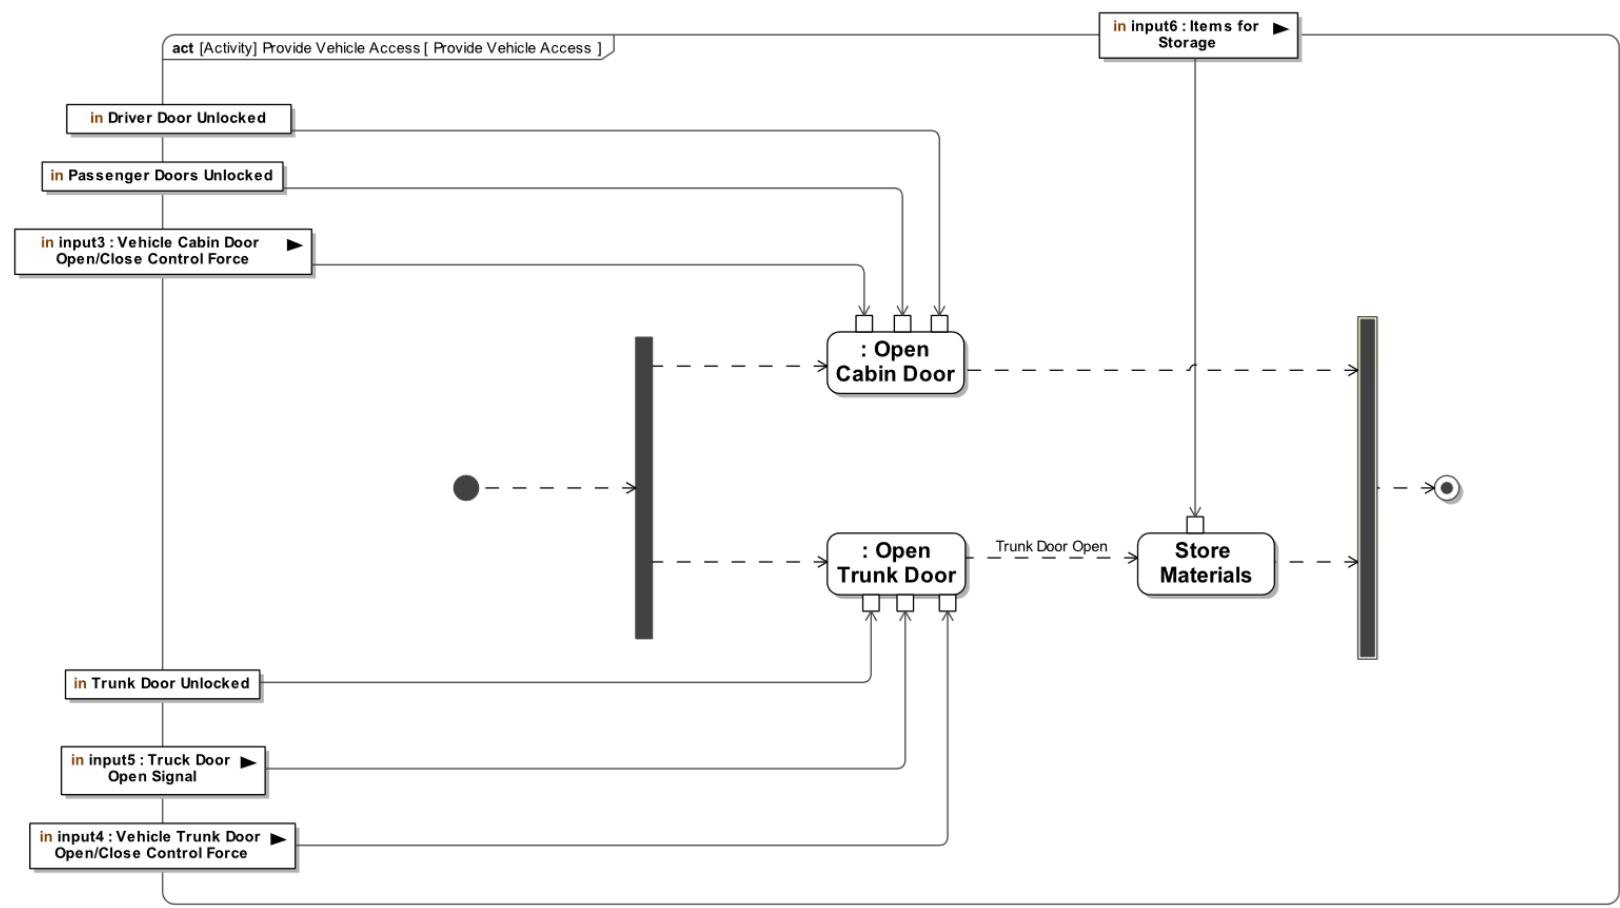 in input6 : Items for
Storage
act [Activity] Provide Vehicle Access [ Provide Vehicle Access ]
in Driver Door Unlocked
in Passenger Doors Unlocked
in input3 : Vehicle Cabin Door
Open/Close Control Force
: Open
Cabin Door
: Open
Trunk Door
Trunk Door Open
Store
Materials
in Trunk Door Unlocked
in input5 : Truck Door
Open Signal
in input4 : Vehicle Trunk Door
Open/Close Control Force